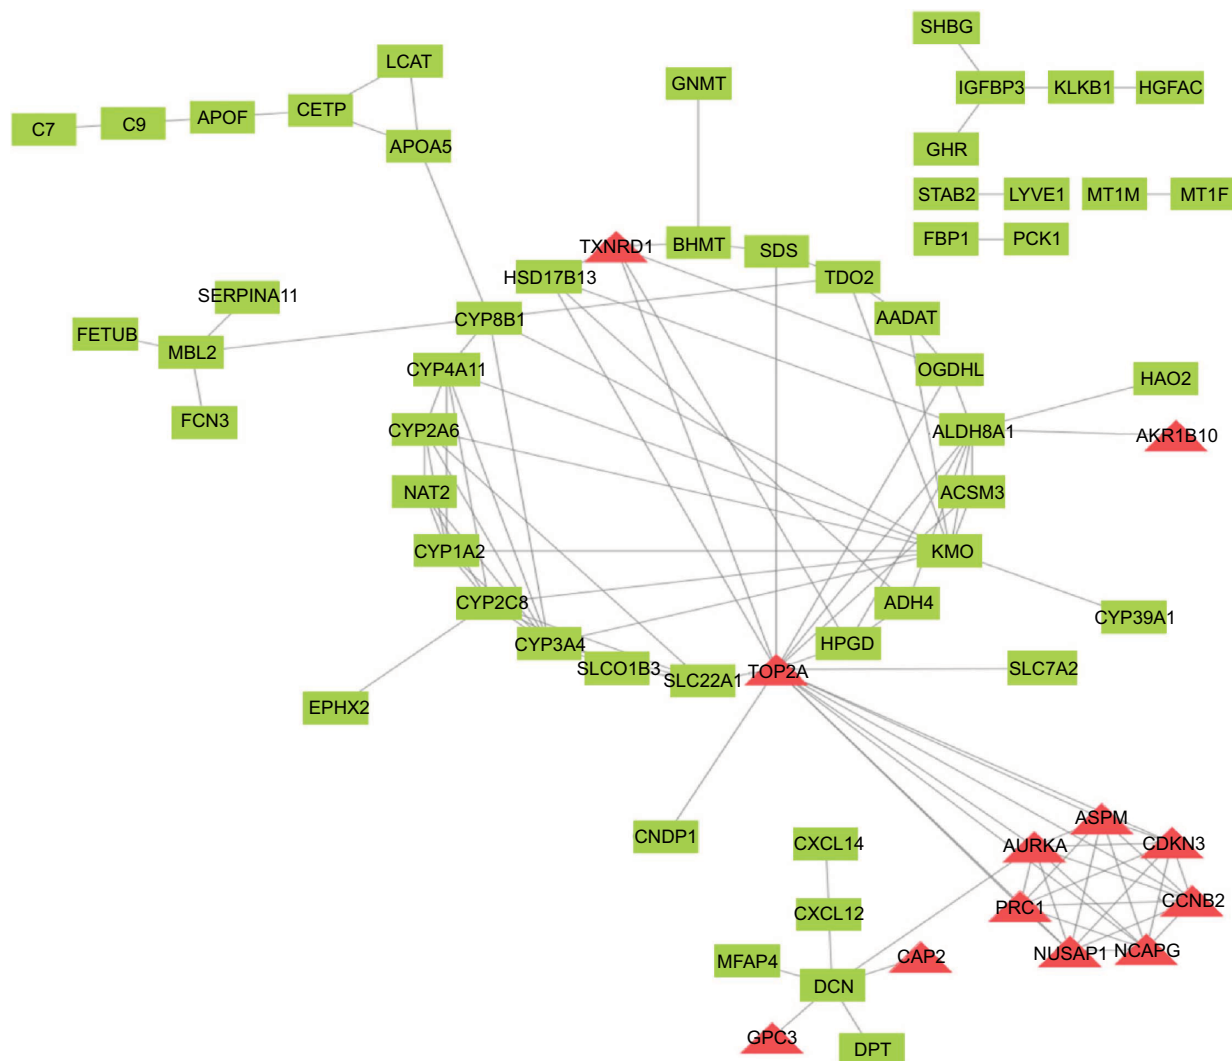 SHBG
LCAT
GNMT
IGFBP3
KLKB1
HGFAC
C7
C9
APOF
CETP
APOA5
GHR
STAB2
LYVE1
MT1M
MT1F
FBP1
PCK1
TXNRD1
BHMT
SDS
HSD17B13
TDO2
SERPINA11
CYP8B1
AADAT
FETUB
MBL2
CYP4A11
OGDHL
HAO2
FCN3
CYP2A6
ALDH8A1
AKR1B10
NAT2
ACSM3
CYP1A2
KMO
CYP2C8
ADH4
CYP39A1
CYP3A4
HPGD
SLCO1B3
SLC22A1
TOP2A
SLC7A2
EPHX2
CNDP1
CXCL14
ASPM
AURKA
CDKN3
CXCL12
PRC1
CCNB2
MFAP4
CAP2
NUSAP1
NCAPG
DCN
GPC3
DPT